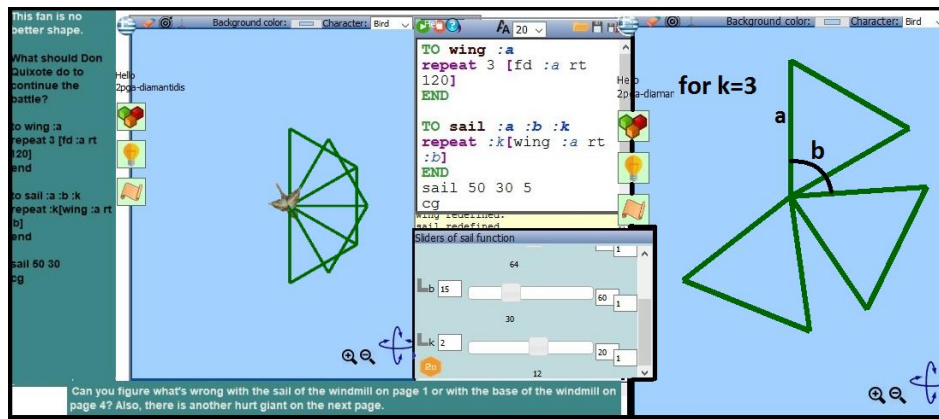 This fan is no
better shape.
What should Don
Quixote do to
continue the
battle?
to wing :a
repeat 3 [fd :a rt
120]
end
to sail :a :b :k
repeat :k[wing :a rt
:b]
end
sail 50 30
cg
Background color: Character: Bird
Hello
2pga-diamantidis
AA 20
TO wing :a
repeat 3 [fd :a rt
120]
END
TO sail :a :b :k
repeat :k[wing :a rt
:b]
END
sail 50 30 5
cg
wing redefined.
sail redefined
Sliders of sail function
1
64
b 15 60 1
30
k 2 20 1
12
Background color: Character: Bird
2pga-diamar
for k=3
a
b
Can you figure what's wrong with the sail of the windmill on page 1 or with the base of the windmill on
page 4? Also, there is another hurt giant on the next page.